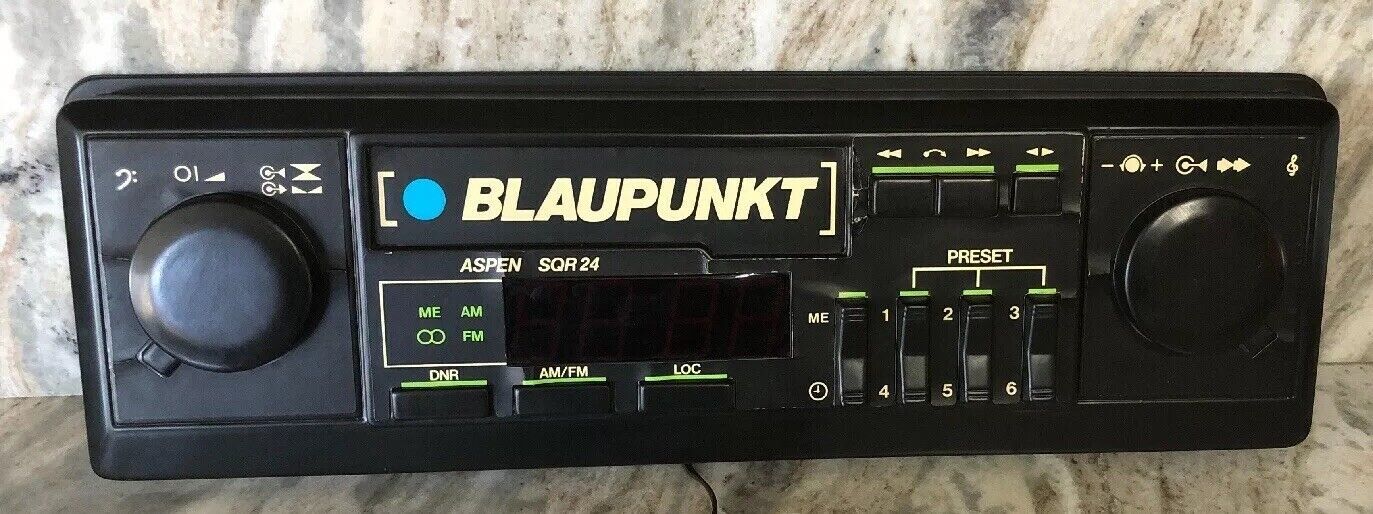 BLAUPUNKT
ASPEN SQR 24
PRESET
ME AM
FM
ME 1 2 3
4 5 6
DNR AM/FM LOC